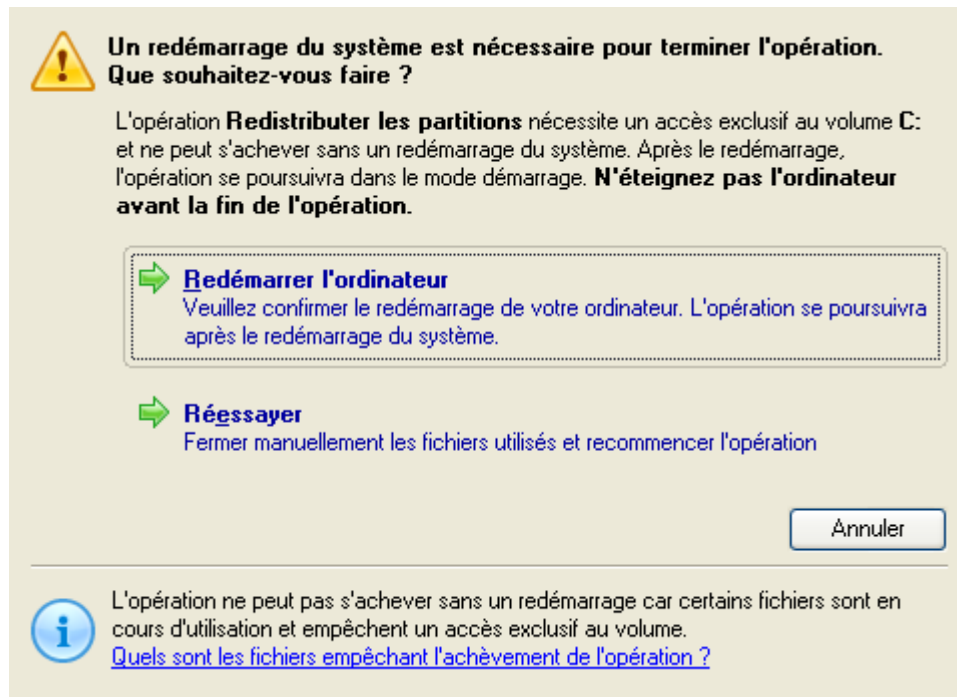 Un redémarrage du système est nécessaire pour terminer l'opération.
Que souhaitez-vous faire ?
L'opération Redistributer les partitions nécessite un accès exclusif au volume C:
et ne peut s'achever sans un redémarrage du système. Après le redémarrage,
l'opération se poursuivra dans le mode démarrage. N'éteignez pas l'ordinateur
avant la fin de l'opération.
Redémarrer l'ordinateur
Veuillez confirmer le redémarrage de votre ordinateur. L'opération se poursuivra
après le redémarrage du système.
Réessayer
Fermer manuellement les fichiers utilisés et recommencer l'opération
Annuler
L'opération ne peut pas s'achever sans un redémarrage car certains fichiers sont en
cours d'utilisation et empêchent un accès exclusif au volume.
Quels sont les fichiers empêchant l'achèvement de l'opération ?